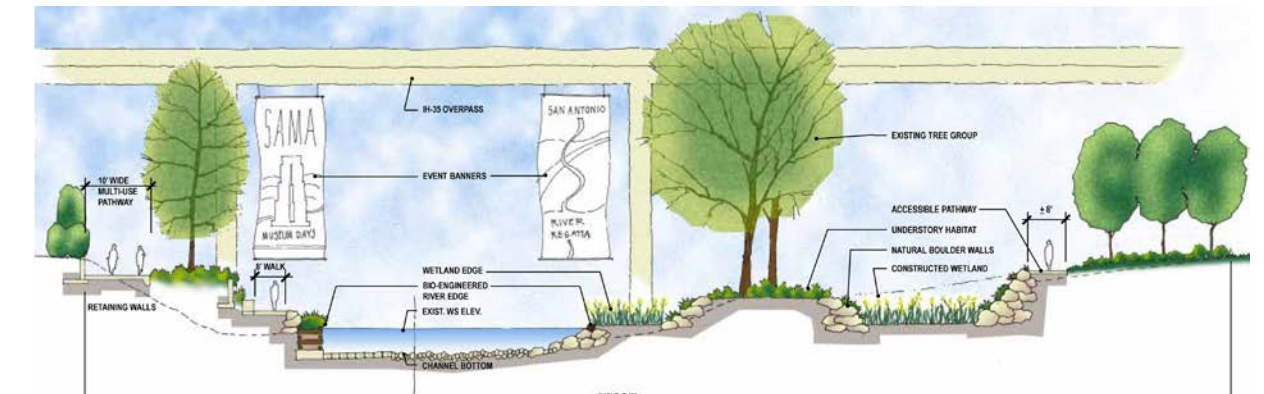 IH-35 OVERPASS
SAMA
MUSEUM DAYS
SAN ANTONIO
RIVER
REGATTA
EVENT BANNERS
EXISTING TREE GROUP
10' WIDE
MULTI-USE
PATHWAY
ACCESSIBLE PATHWAY
± 8'
UNDERSTORY HABITAT
NATURAL BOULDER WALLS
CONSTRUCTED WETLAND
8' WALK
WETLAND EDGE
BIO-ENGINEERED
RIVER EDGE
EXIST. WS ELEV.
RETAINING WALLS
CHANNEL BOTTOM